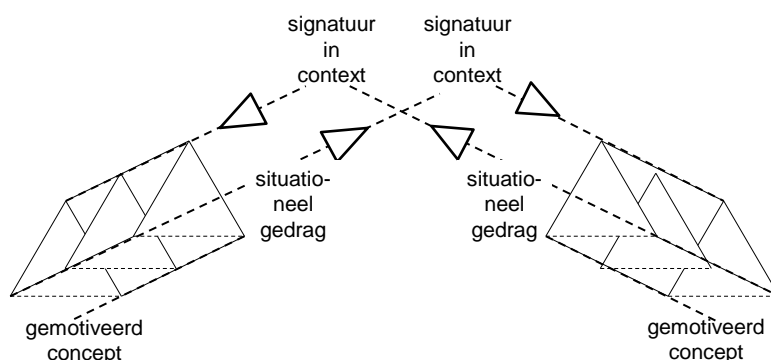 signatuur
in
context
signatuur
in
context
situatio-
neel
gedrag
situatio-
neel
gedrag
gemotiveerd
concept
gemotiveerd
concept